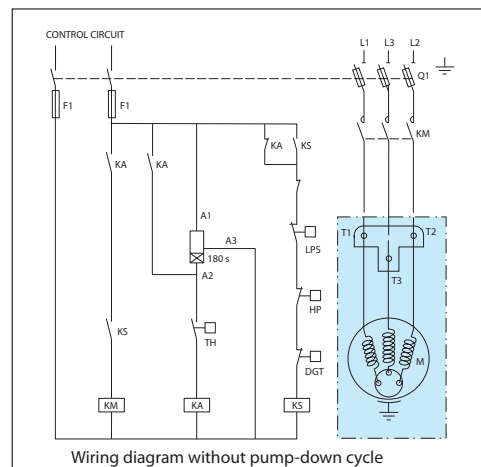 CONTROL CIRCUIT
L1 L3 L2
Q1
F1 F1
KM
KA KA KA KS
A1
T1 T2
A3
LPS
180 s
T3
A2
HP
KS TH
M
DGT
KM KA KS
Wiring diagram without pump-down cycle